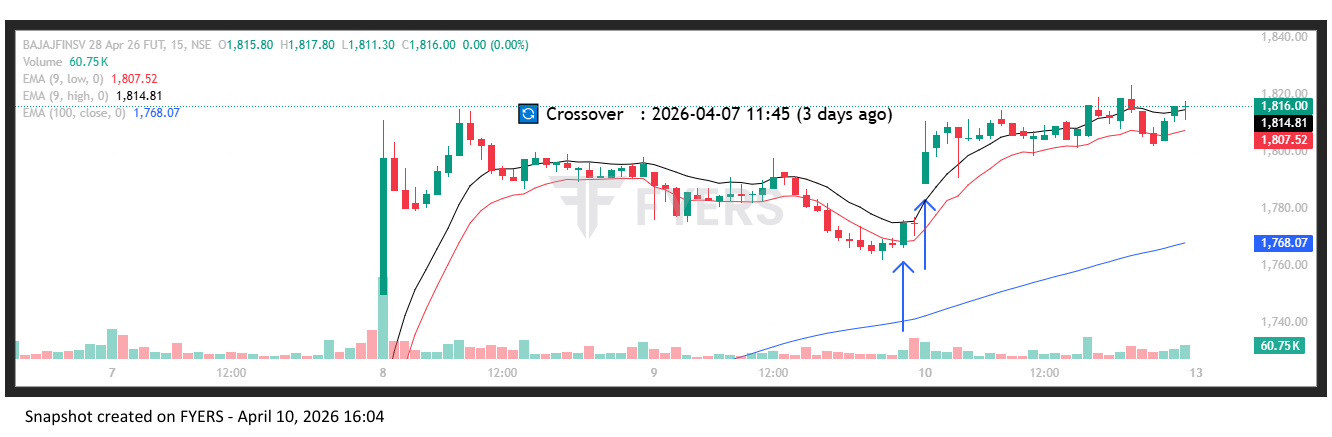 BAJAJFINSV 28 Apr 26 FUT, 15, NSE O1,815.80 H1,817.80 L1,811.30 C1,816.00 0.00 (0.00%)
Volume 60.75K
EMA (9, low, 0) 1,807.52
EMA (9, high, 0) 1,814.81
EMA (100, close, 0) 1,768.07
Crossover : 2026-04-07 11:45 (3 days ago)
FYERS
1,840.00
1,820.00
1,816.00
1,814.81
1,807.52
1,800.00
1,780.00
1,768.07
1,760.00
1,740.00
60.75K
7 12:00 8 12:00 9 12:00 10 12:00 13
Snapshot created on FYERS - April 10, 2026 16:04